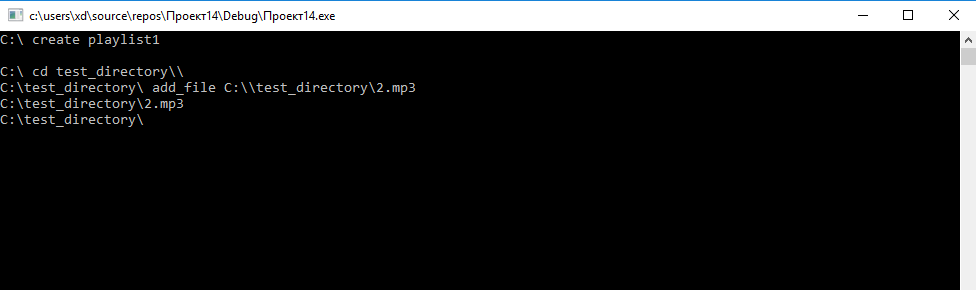 c:\users\xd\source\repos\Проект14\Debug\Проект14.exe
C:\ create playlist1
C:\ cd test_directory\\
C:\test_directory\ add_file C:\\test_directory\2.mp3
C:\test_directory\2.mp3
C:\test_directory\